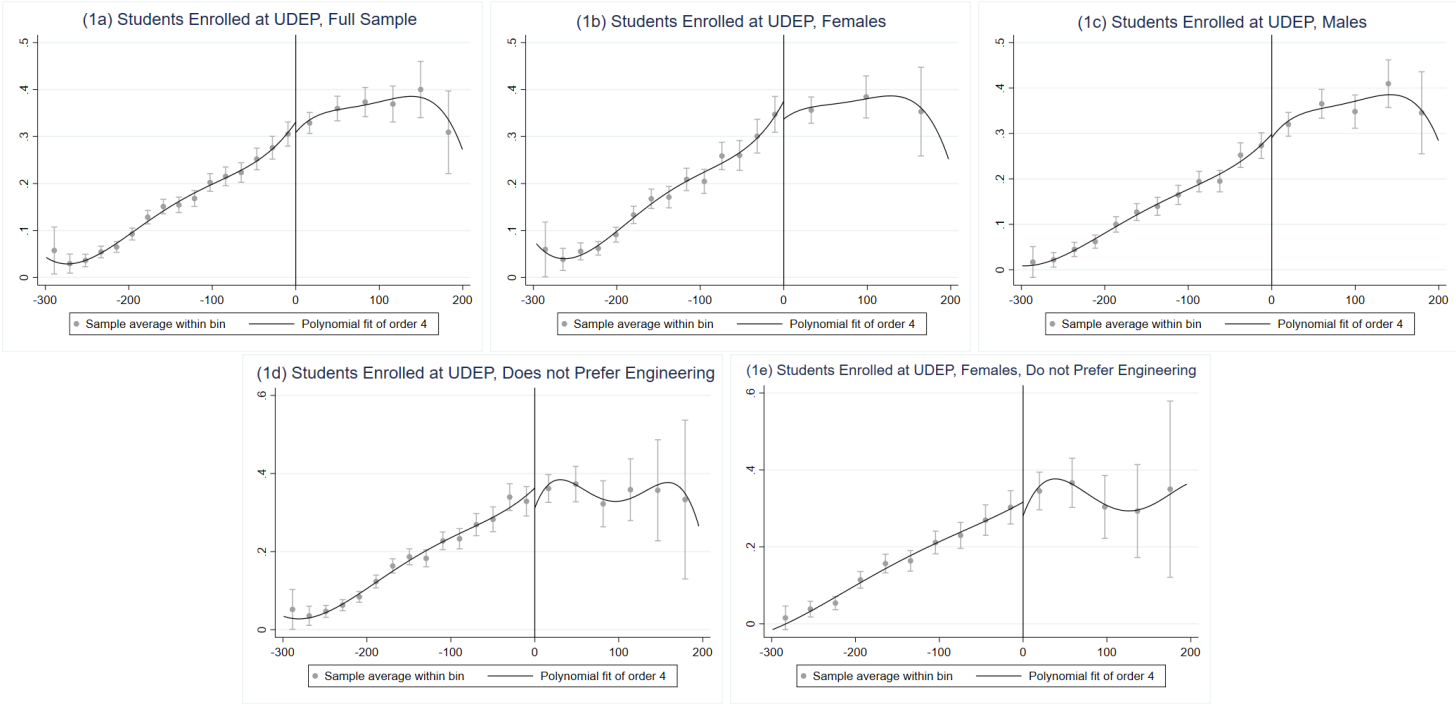 (1a) Students Enrolled at UDEP, Full Sample
.5
.4
.3
.2
.1
0
-300 -200 -100 0 100 200
Sample average within bin Polynomial fit of order 4
(1b) Students Enrolled at UDEP, Females
.5
.4
.3
.2
.1
0
-300 -200 -100 0 100 200
Sample average within bin Polynomial fit of order 4
(1c) Students Enrolled at UDEP, Males
.5
.4
.3
.2
.1
0
-300 -200 -100 0 100 200
Sample average within bin Polynomial fit of order 4
(1d) Students Enrolled at UDEP, Does not Prefer Engineering
.6
.4
.2
0
-300 -200 -100 0 100 200
Sample average within bin Polynomial fit of order 4
(1e) Students Enrolled at UDEP, Females, Do not Prefer Engineering
.6
.4
.2
0
-300 -200 -100 0 100 200
Sample average within bin Polynomial fit of order 4